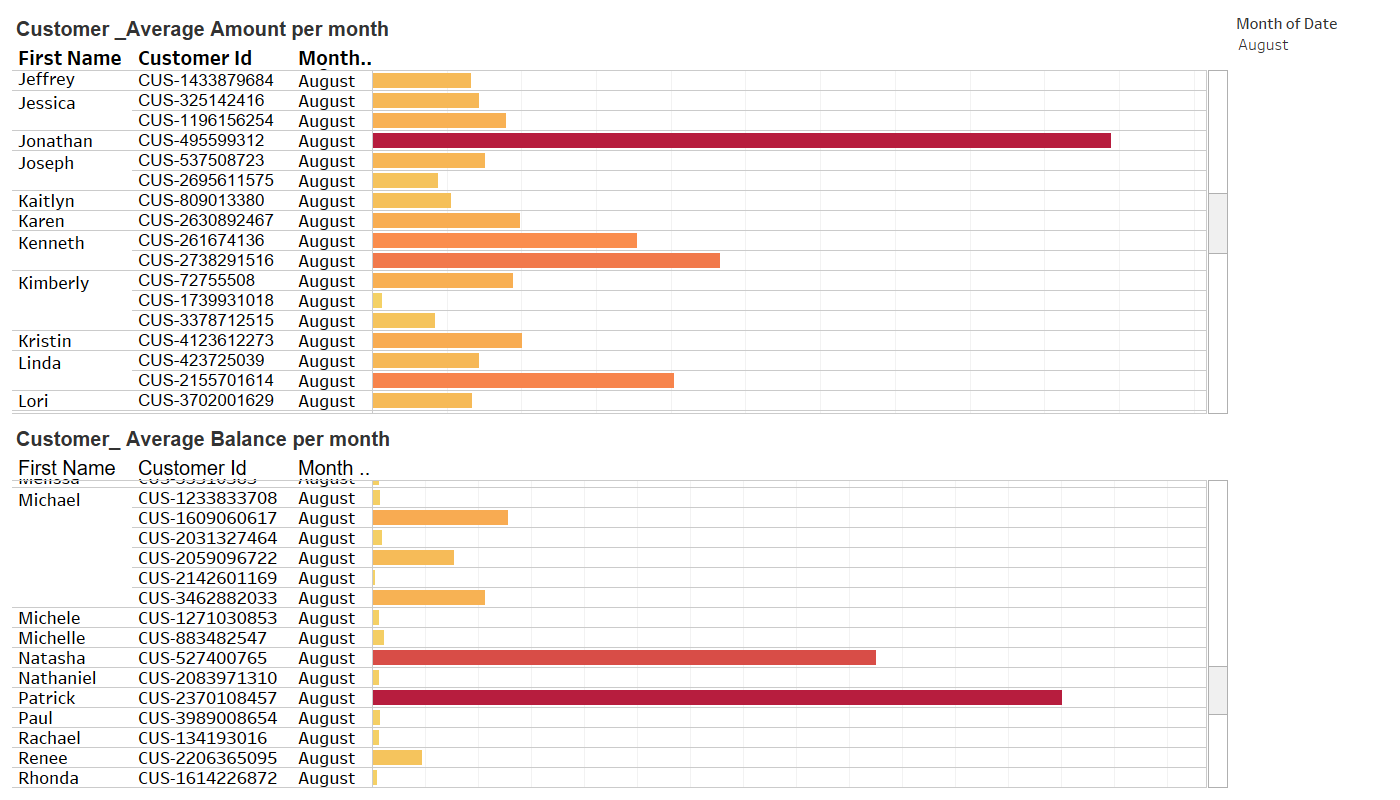 Customer _Average Amount per month
Month of Date
August
First Name Customer Id Month..
Jeffrey CUS-1433879684 August
Jessica CUS-325142416 August
CUS-1196156254 August
Jonathan CUS-495599312 August
Joseph CUS-537508723 August
CUS-2695611575 August
Kaitlyn CUS-809013380 August
Karen CUS-2630892467 August
Kenneth CUS-261674136 August
CUS-2738291516 August
Kimberly CUS-72755508 August
CUS-1739931018 August
CUS-3378712515 August
Kristin CUS-4123612273 August
Linda CUS-423725039 August
CUS-2155701614 August
Lori CUS-3702001629 August
Customer_ Average Balance per month
First Name Customer Id Month ..
Melissa August
Michael CUS-1233833708 August
CUS-1609060617 August
CUS-2031327464 August
CUS-2059096722 August
CUS-2142601169 August
CUS-3462882033 August
Michele CUS-1271030853 August
Michelle CUS-883482547 August
Natasha CUS-527400765 August
Nathaniel CUS-2083971310 August
Patrick CUS-2370108457 August
Paul CUS-3989008654 August
Rachael CUS-134193016 August
Renee CUS-2206365095 August
Rhonda CUS-1614226872 August